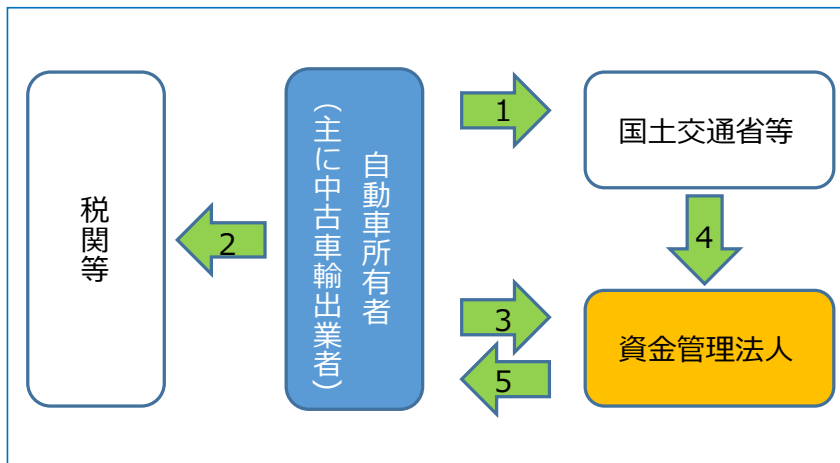 税関等
自動車所有者
（主に中古車輸出業者）
国土交通省等
資金管理法人
1
2
3
4
5